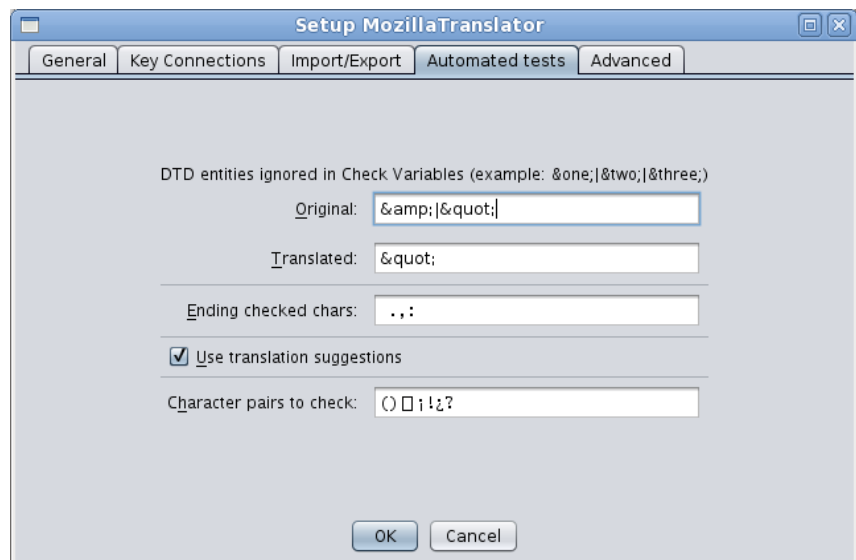 Setup MozillaTranslator
General Key Connections Import/Export Automated tests Advanced
DTD entities ignored in Check Variables (example: &one;|&two;|&three;)
Original: &amp;|&quot;
Translated: &quot;
Ending checked chars: .,:
Use translation suggestions
Character pairs to check: ()[]¡!¿?
OK Cancel